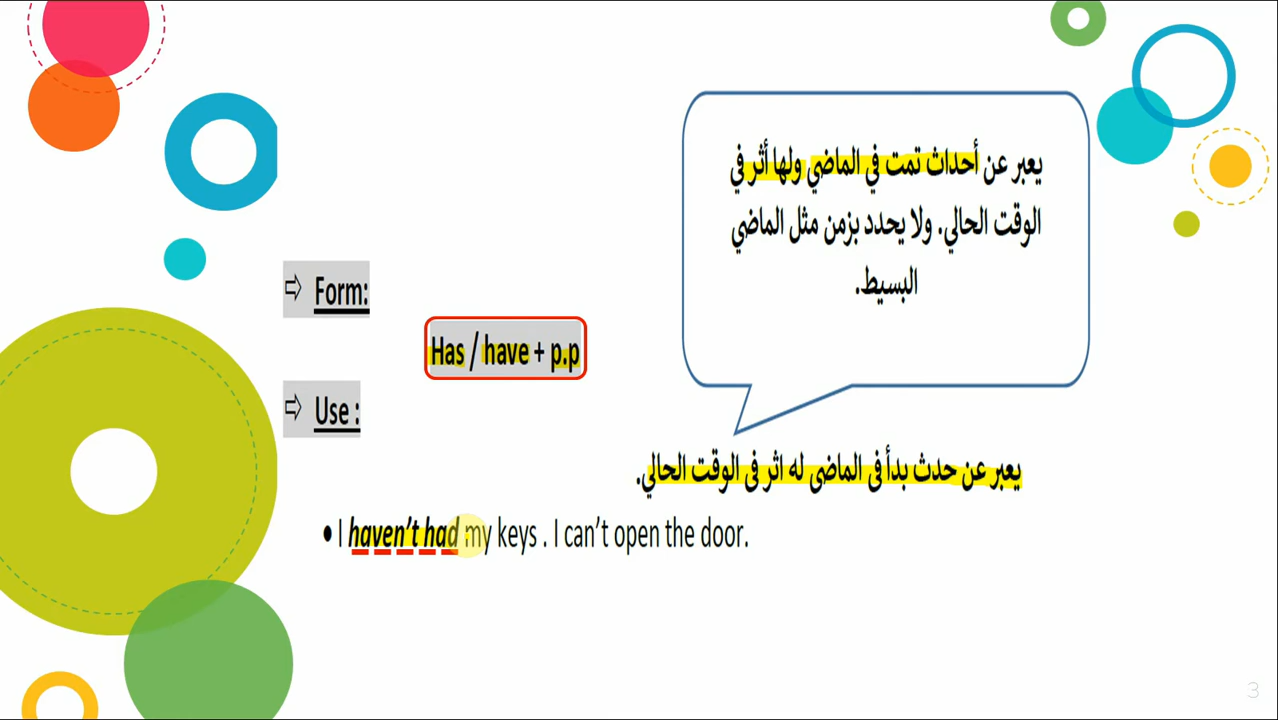 يعبر عن أحداث تمت في الماضي ولها أثر في
الوقت الحالي. ولا يحدد بزمن مثل الماضي
البسيط.
⇨ Form:
Has / have + p.p
⇨ Use :
يعبر عن حدث بدأ فى الماضى له اثر فى الوقت الحالي.
• I haven’t had my keys . I can’t open the door.
3